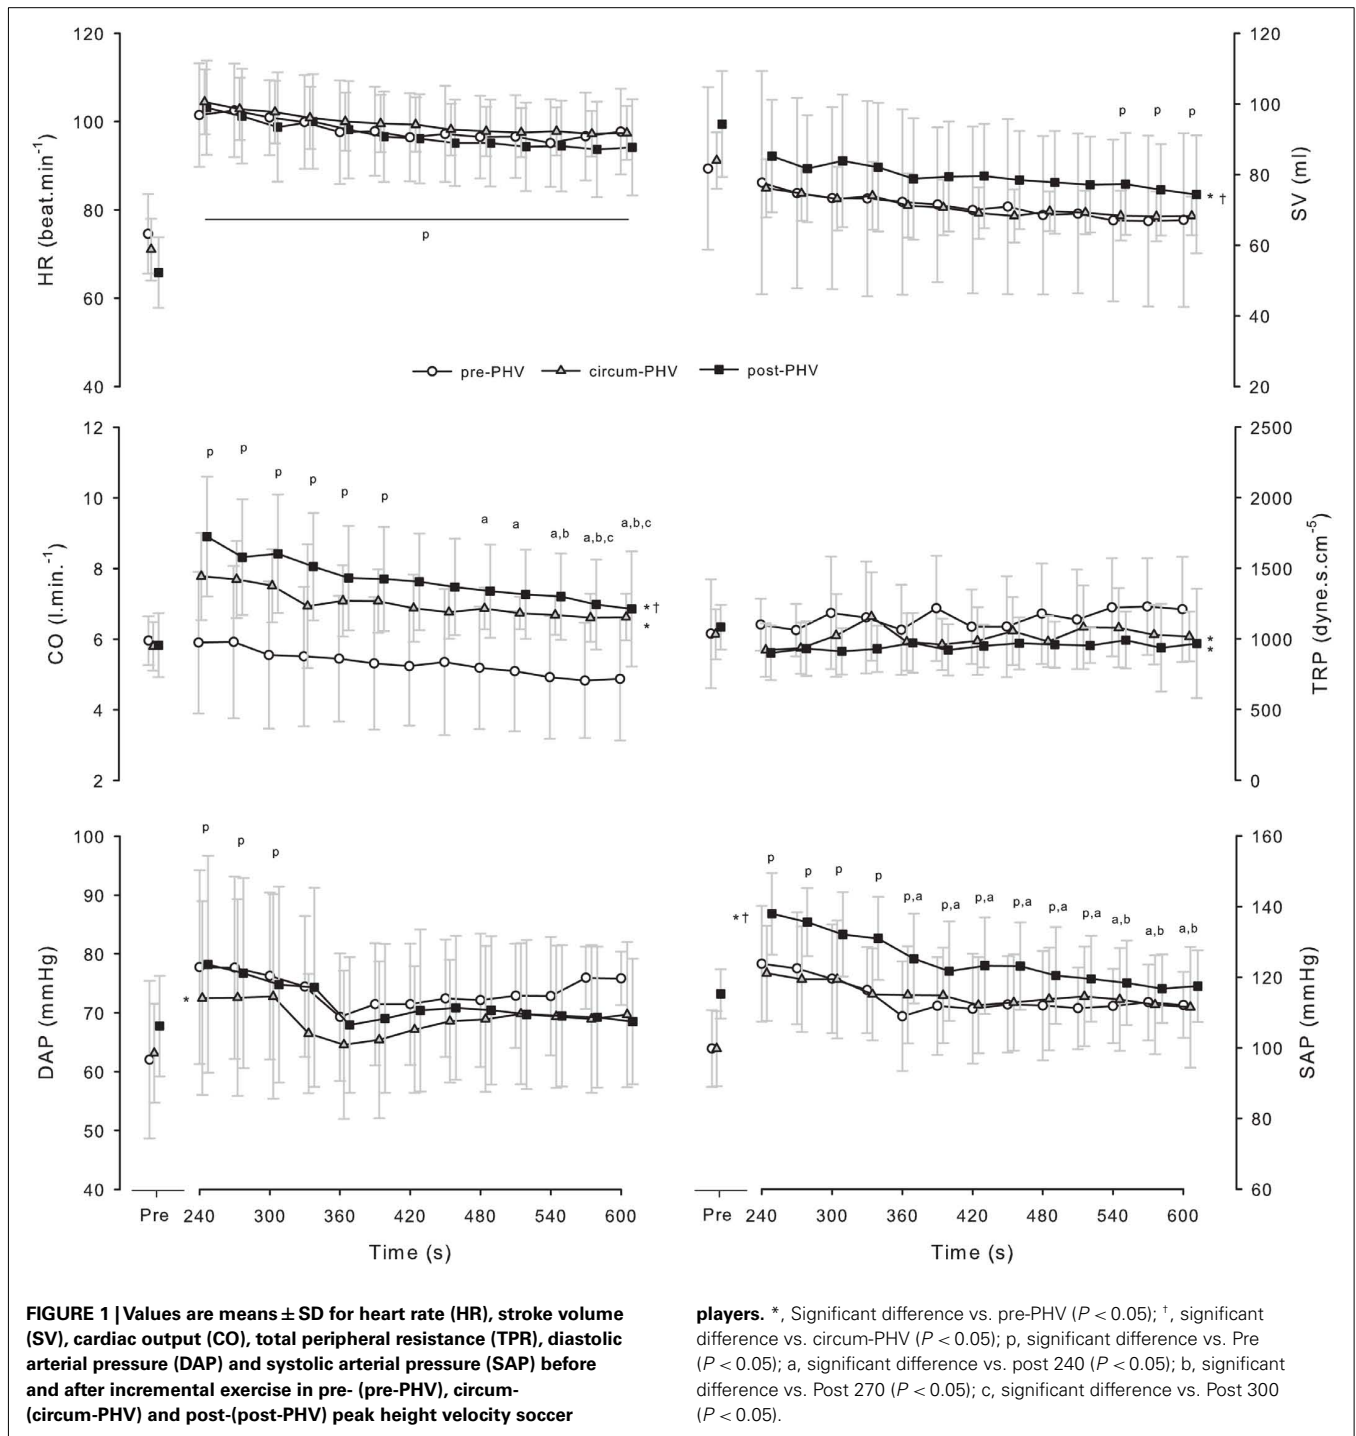 120
100
80
60
40
HR (beat.min⁻¹)
p
120
100
80
60
40
20
SV (ml)
p p p
* †
pre-PHV circum-PHV post-PHV
12
10
8
6
4
2
CO (l.min.⁻¹)
p p p p p p a a a,b a,b,c a,b,c
* †
*
2500
2000
1500
1000
500
0
TRP (dyne.s.cm⁻⁵)
*
*
100
90
80
70
60
50
40
DAP (mmHg)
p p p
*
160
140
120
100
80
60
SAP (mmHg)
* †
p p p p p,a p,a p,a p,a p,a p,a a,b a,b a,b
Pre 240 300 360 420 480 540 600
Time (s)
Pre 240 300 360 420 480 540 600
Time (s)
FIGURE 1 | Values are means ± SD for heart rate (HR), stroke volume
(SV), cardiac output (CO), total peripheral resistance (TPR), diastolic
arterial pressure (DAP) and systolic arterial pressure (SAP) before
and after incremental exercise in pre- (pre-PHV), circum-
(circum-PHV) and post-(post-PHV) peak height velocity soccer
players. *, Significant difference vs. pre-PHV (P < 0.05); †, significant
difference vs. circum-PHV (P < 0.05); p, significant difference vs. Pre
(P < 0.05); a, significant difference vs. post 240 (P < 0.05); b, significant
difference vs. Post 270 (P < 0.05); c, significant difference vs. Post 300
(P < 0.05).